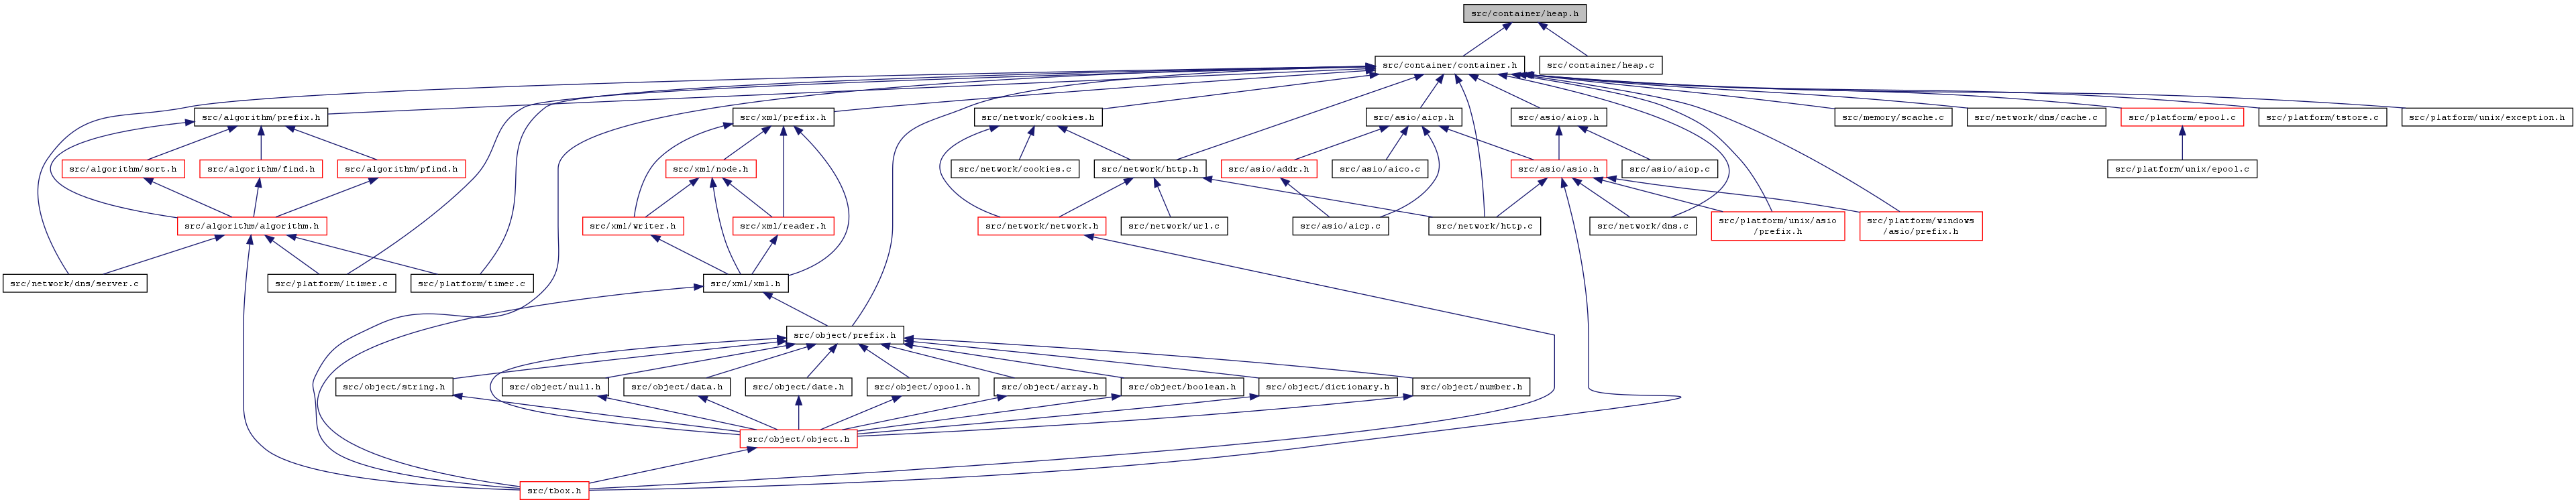 src/container/heap.h
src/container/container.h
src/container/heap.c
src/algorithm/prefix.h
src/xml/prefix.h
src/network/cookies.h
src/asio/aicp.h
src/asio/aiop.h
src/memory/scache.c
src/network/dns/cache.c
src/platform/epool.c
src/platform/tstore.c
src/platform/unix/exception.h
src/algorithm/sort.h
src/algorithm/find.h
src/algorithm/pfind.h
src/xml/node.h
src/network/cookies.c
src/network/http.h
src/asio/addr.h
src/asio/aico.c
src/asio/asio.h
src/asio/aiop.c
src/platform/unix/epool.c
src/algorithm/algorithm.h
src/xml/writer.h
src/xml/reader.h
src/network/network.h
src/network/url.c
src/asio/aicp.c
src/network/http.c
src/network/dns.c
src/platform/unix/asio
/prefix.h
src/platform/windows
/asio/prefix.h
src/network/dns/server.c
src/platform/ltimer.c
src/platform/timer.c
src/xml/xml.h
src/object/prefix.h
src/object/string.h
src/object/null.h
src/object/data.h
src/object/date.h
src/object/opool.h
src/object/array.h
src/object/boolean.h
src/object/dictionary.h
src/object/number.h
src/object/object.h
src/tbox.h